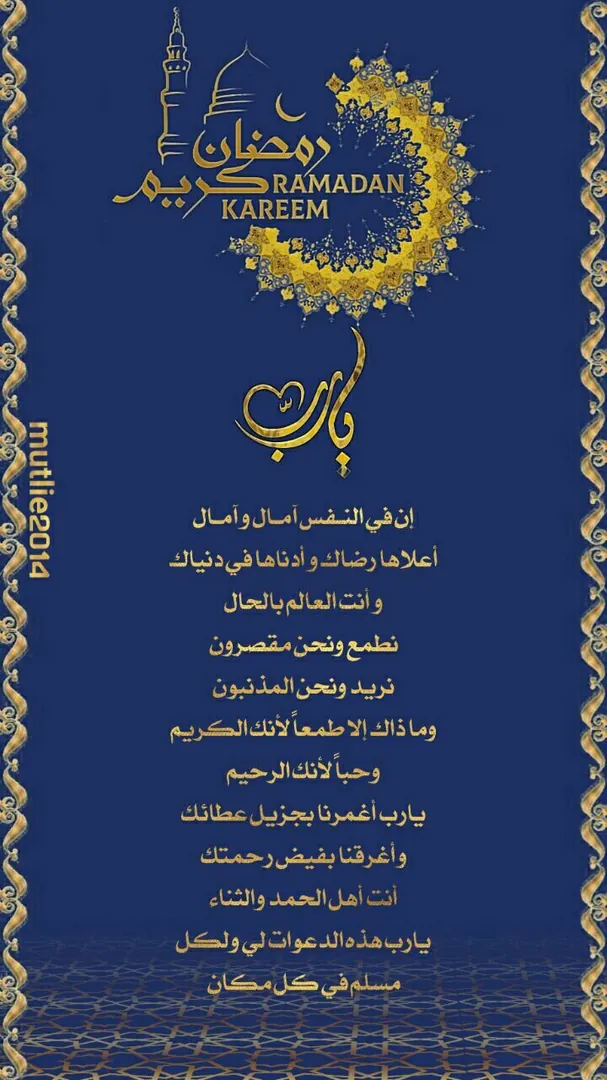 رمضان
كريم
RAMADAN
KAREEM
يارب
mutlie2014
إن في النفس آمال وآمال
أعلاها رضاك وأدناها في دنياك
وأنت العالم بالحال
نطمع ونحن مقصرون
نريد ونحن المذنبون
وما ذاك إلا طمعاً لأنك الكريم
وحباً لأنك الرحيم
يارب أغمرنا بجزيل عطائك
وأغرقنا بفيض رحمتك
أنت أهل الحمد والثناء
يارب هذه الدعوات لي ولكل
مسلم في كل مكان